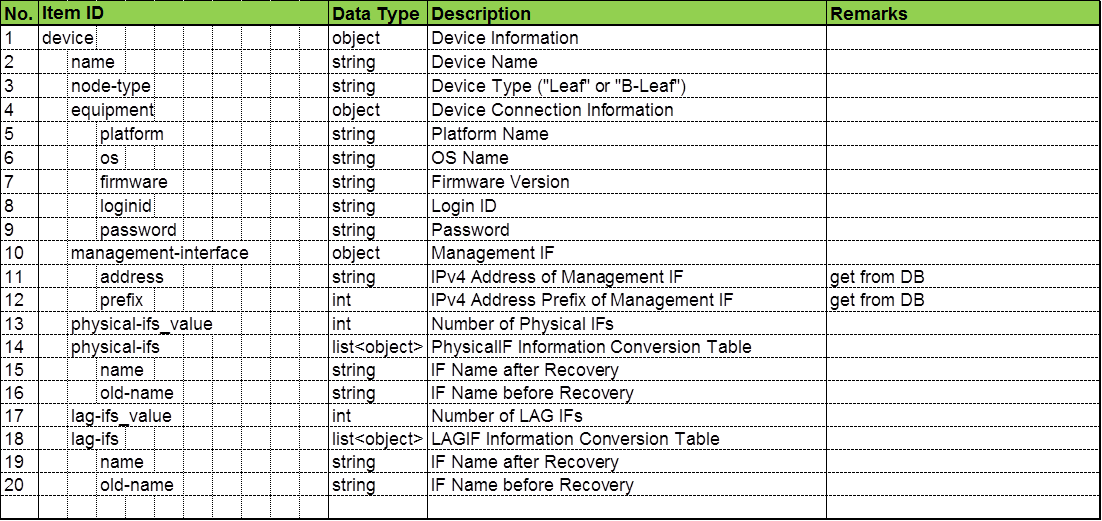 No. Item ID Data Type Description Remarks
1 device object Device Information
2 name string Device Name
3 node-type string Device Type ("Leaf" or "B-Leaf")
4 equipment object Device Connection Information
5 platform string Platform Name
6 os string OS Name
7 firmware string Firmware Version
8 loginid string Login ID
9 password string Password
10 management-interface object Management IF
11 address string IPv4 Address of Management IF get from DB
12 prefix int IPv4 Address Prefix of Management IF get from DB
13 physical-ifs_value int Number of Physical IFs
14 physical-ifs list<object> PhysicalIF Information Conversion Table
15 name string IF Name after Recovery
16 old-name string IF Name before Recovery
17 lag-ifs_value int Number of LAG IFs
18 lag-ifs list<object> LAGIF Information Conversion Table
19 name string IF Name after Recovery
20 old-name string IF Name before Recovery